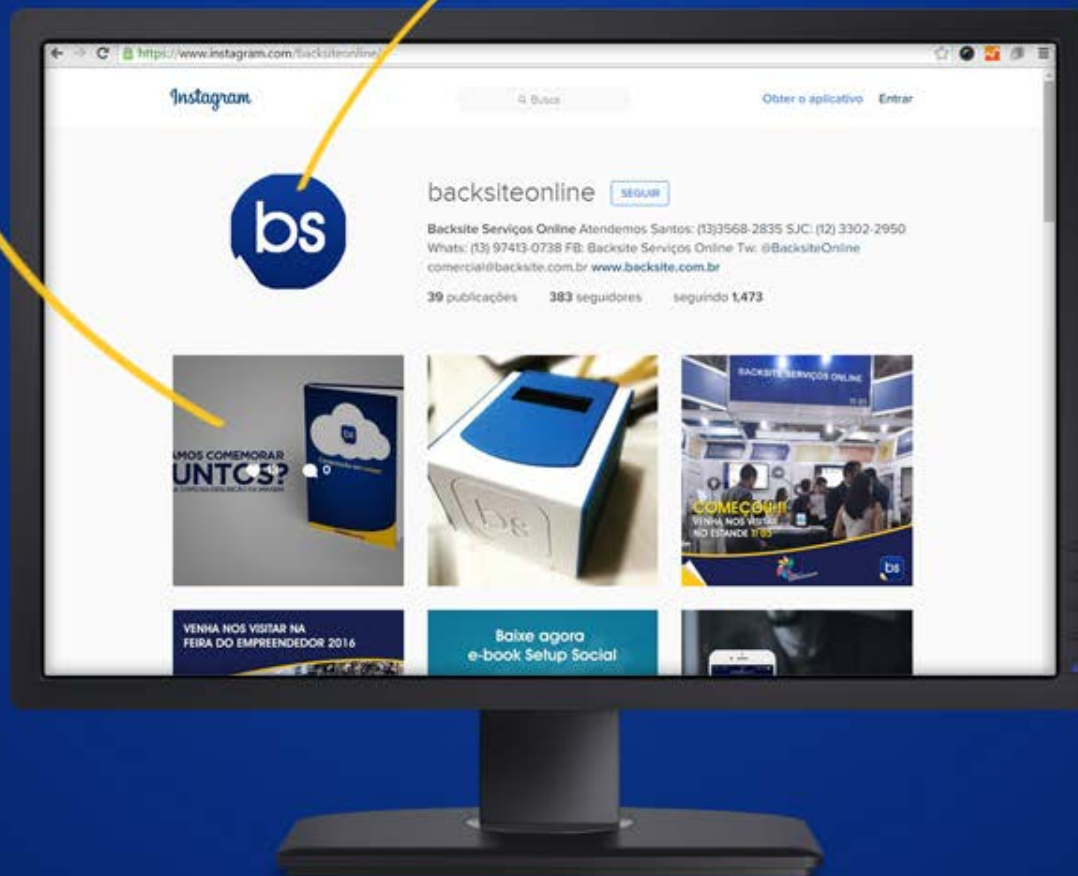 https://www.instagram.com/backsiteonline/
Instagram
Busca
Obter o aplicativo Entrar
bs
backsiteonline SEGUIR
Backsite Serviços Online Atendemos Santos: (13)3568-2835 SJC: (12) 3302-2950
Whats: (13) 97413-0738 FB: Backsite Serviços Online Tw: @BacksiteOnline
comercial@backsite.com.br www.backsite.com.br
39 publicações 383 seguidores seguindo 1,473
AMOS COMEMORAR
UNTOS?
0
bs
bs
BACKSITE SERVIÇOS ONLINE
COMEÇOU!!!
VENHA NOS VISITAR
NO ESTANDE
bs
VENHA NOS VISITAR NA
FEIRA DO EMPREENDEDOR 2016
Baixe agora
e-book Setup Social